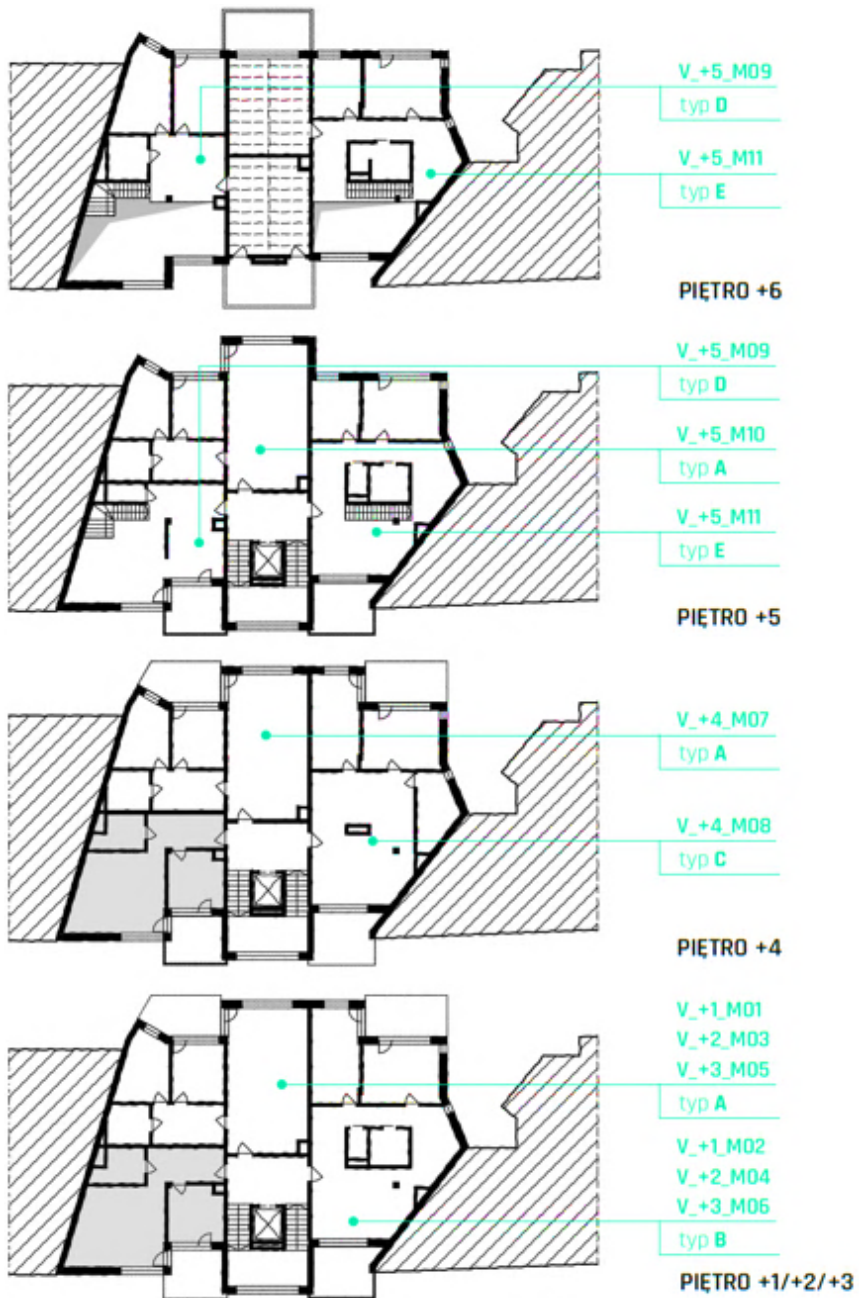 V_+5_M09
typ D
V_+5_M11
typ E
PIĘTRO +6
V_+5_M09
typ D
V_+5_M10
typ A
V_+5_M11
typ E
PIĘTRO +5
V_+4_M07
typ A
V_+4_M08
typ C
PIĘTRO +4
V_+1_M01
V_+2_M03
V_+3_M05
typ A
V_+1_M02
V_+2_M04
V_+3_M06
typ B
PIĘTRO +1/+2/+3